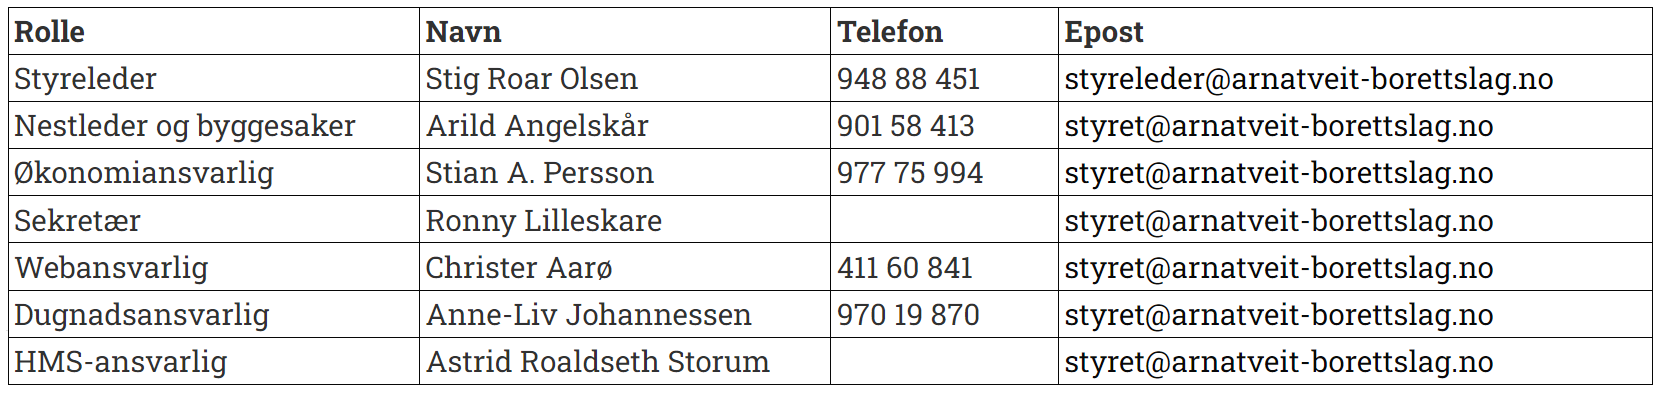 Rolle Navn Telefon Epost
Styreleder Stig Roar Olsen 948 88 451 styreleder@arnatveit-borettslag.no
Nestleder og byggesaker Arild Angelskår 901 58 413 styret@arnatveit-borettslag.no
Økonomiansvarlig Stian A. Persson 977 75 994 styret@arnatveit-borettslag.no
Sekretær Ronny Lilleskare styret@arnatveit-borettslag.no
Webansvarlig Christer Aarø 411 60 841 styret@arnatveit-borettslag.no
Dugnadsansvarlig Anne-Liv Johannessen 970 19 870 styret@arnatveit-borettslag.no
HMS-ansvarlig Astrid Roaldseth Storum styret@arnatveit-borettslag.no